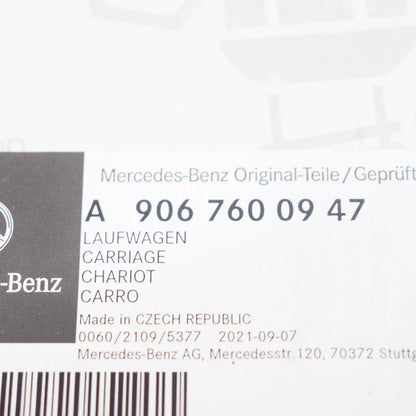 Mercedes-Benz Original-Teile/Geprüft
A 906 760 09 47
LAUFWAGEN
CARRIAGE
CHARIOT
CARRO
-Benz
Made in CZECH REPUBLIC
0060/2109/5377 2021-09-07
Mercedes-Benz AG, Mercedesstr.120, 70372 Stuttg